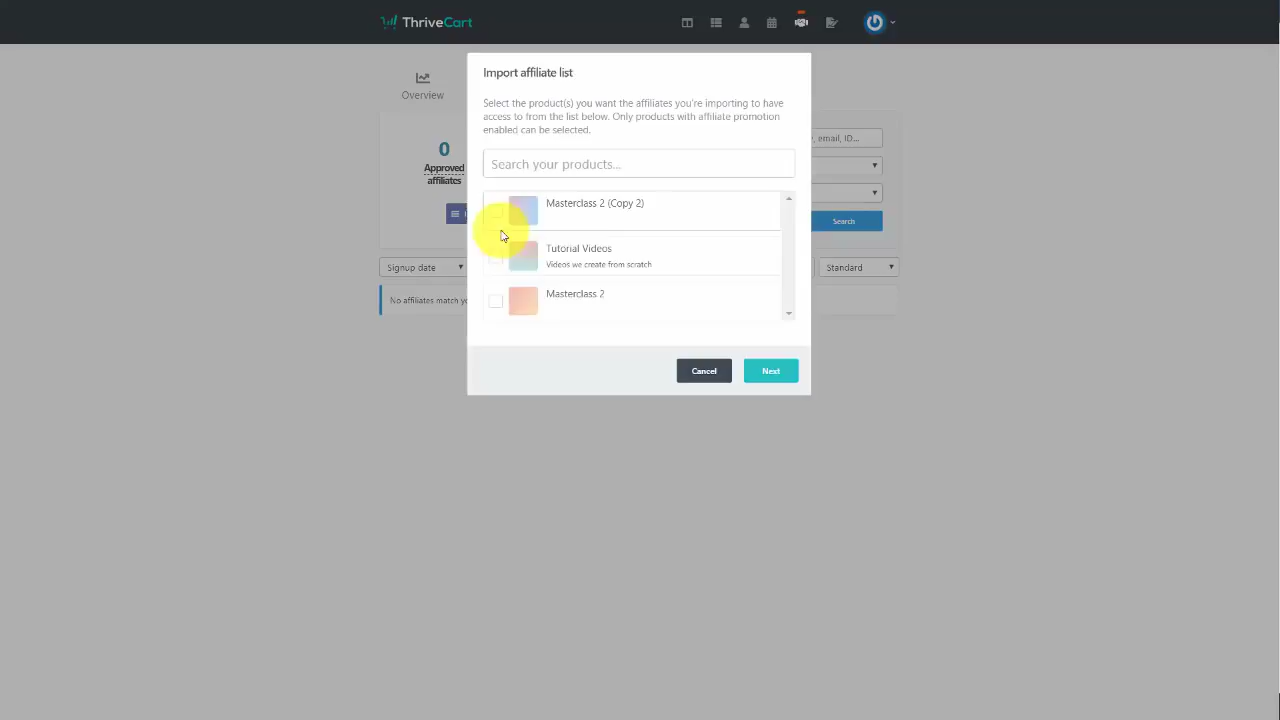 ThriveCart
Import affiliate list
Overview
Select the product(s) you want the affiliates you're importing to have
access to from the list below. Only products with affiliate promotion
enabled can be selected.
, email, ID...
0
Approved
affiliates
Search your products...
Masterclass 2 (Copy 2)
Search
Tutorial Videos
Videos we create from scratch
Signup date
Standard
Masterclass 2
No affiliates match yo
Cancel
Next